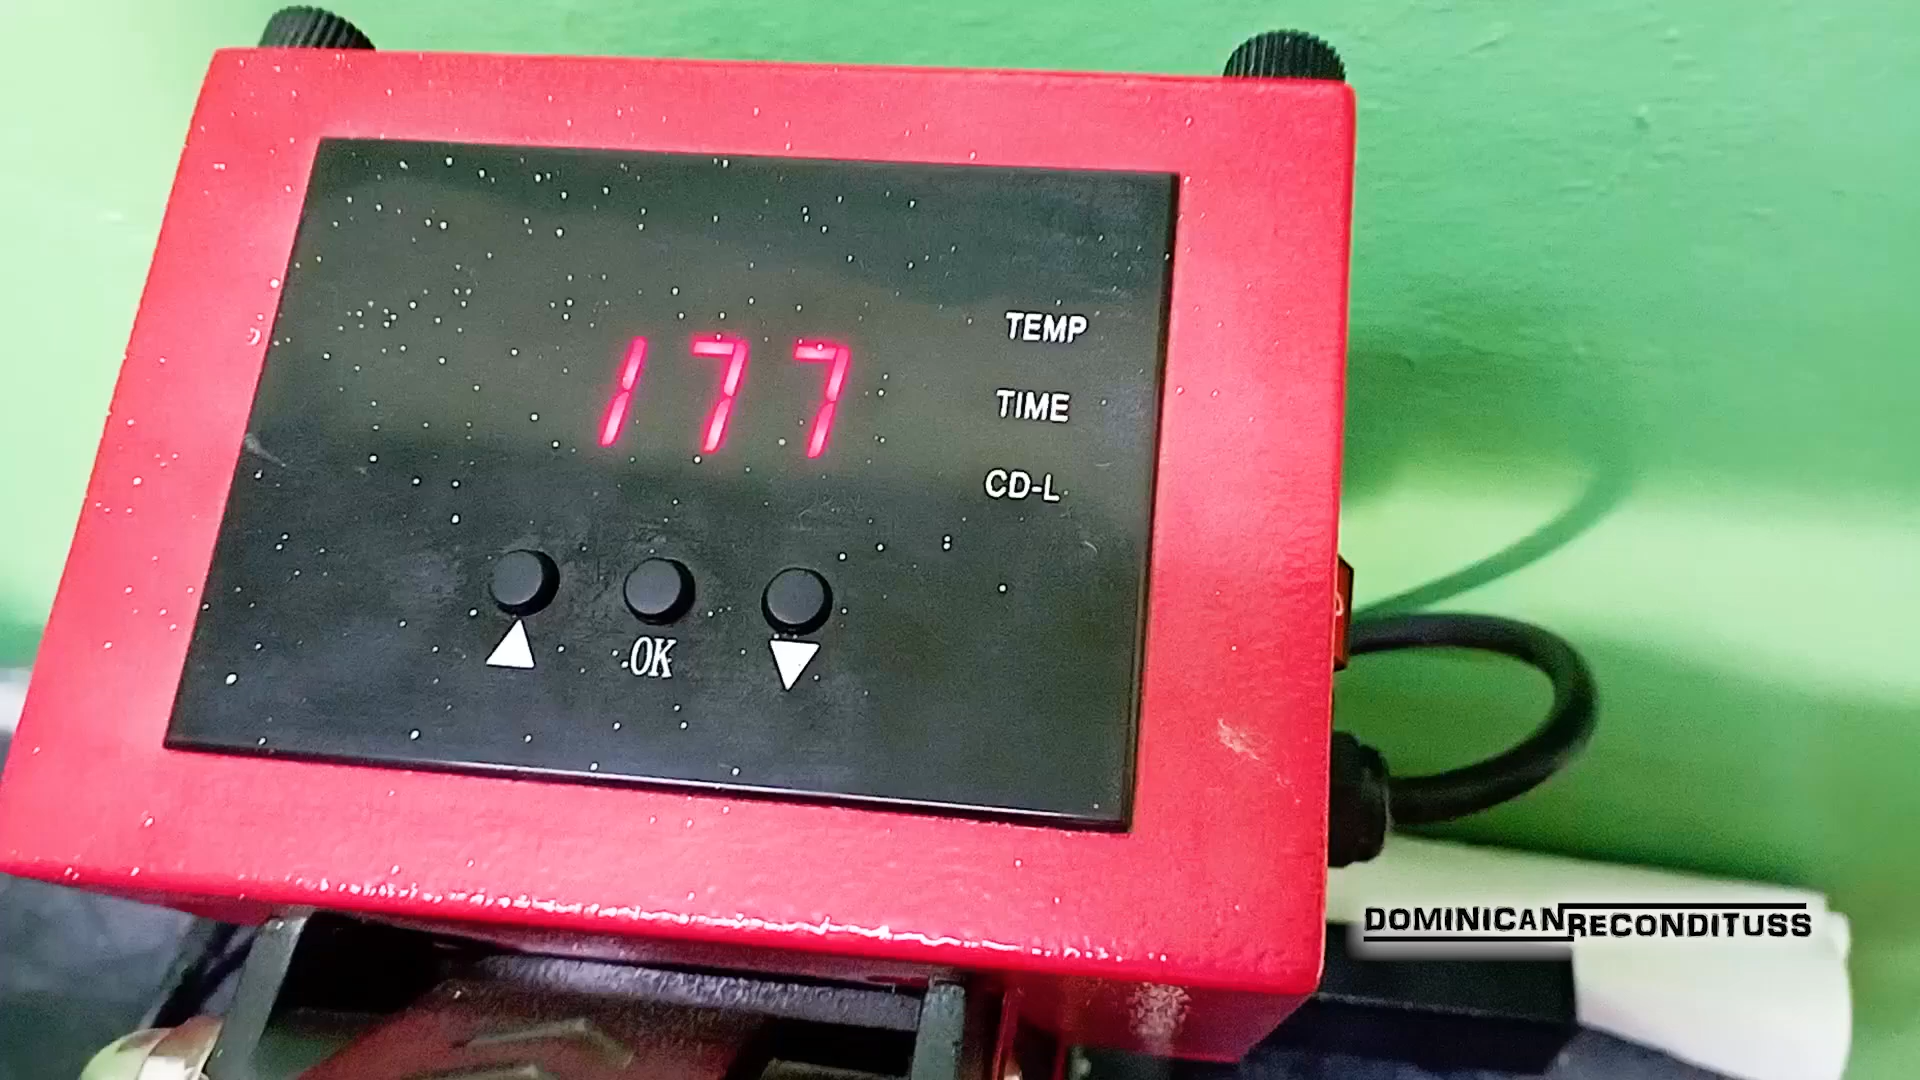 177
TEMP
TIME
CD-L
OK
DOMINICANRECONDITUSS